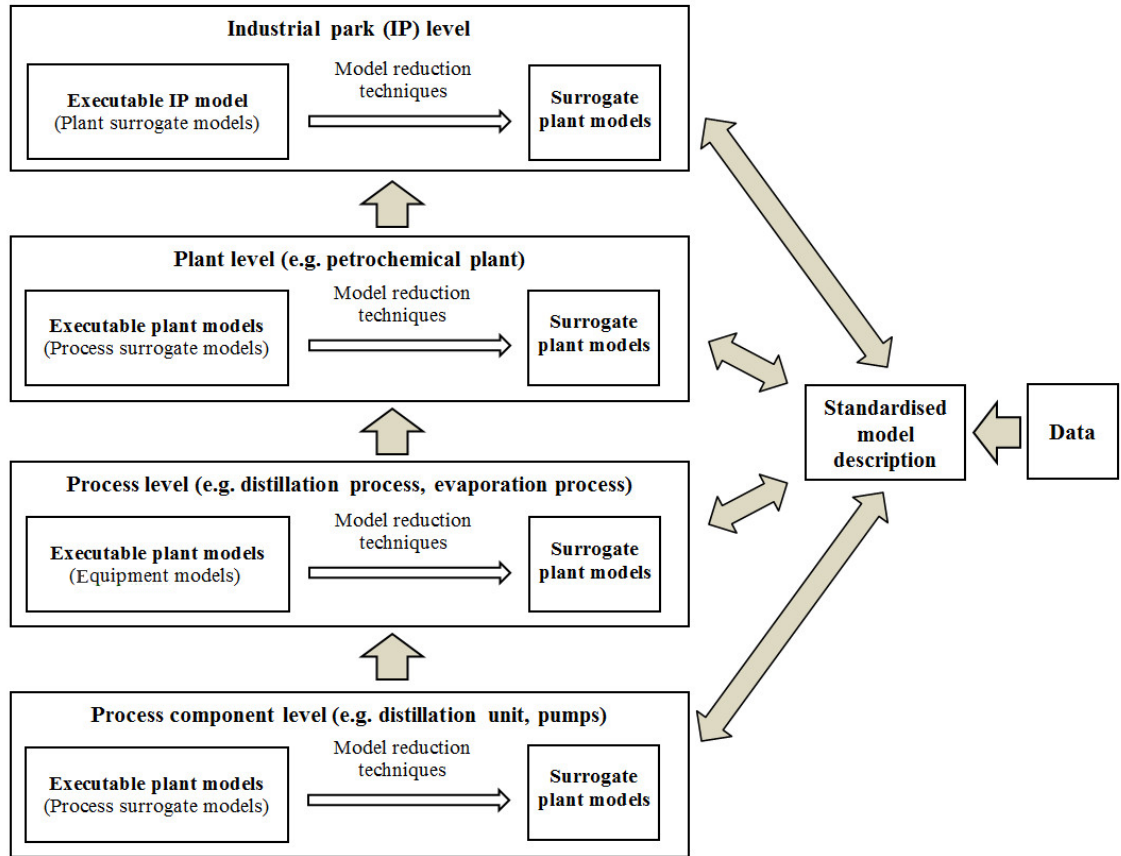 Industrial park (IP) level
Model reduction
techniques
Executable IP model
(Plant surrogate models)
Surrogate
plant models
Plant level (e.g. petrochemical plant)
Model reduction
techniques
Executable plant models
(Process surrogate models)
Surrogate
plant models
Standardised
model
description
Data
Process level (e.g. distillation process, evaporation process)
Model reduction
techniques
Executable plant models
(Equipment models)
Surrogate
plant models
Process component level (e.g. distillation unit, pumps)
Model reduction
techniques
Executable plant models
(Process surrogate models)
Surrogate
plant models